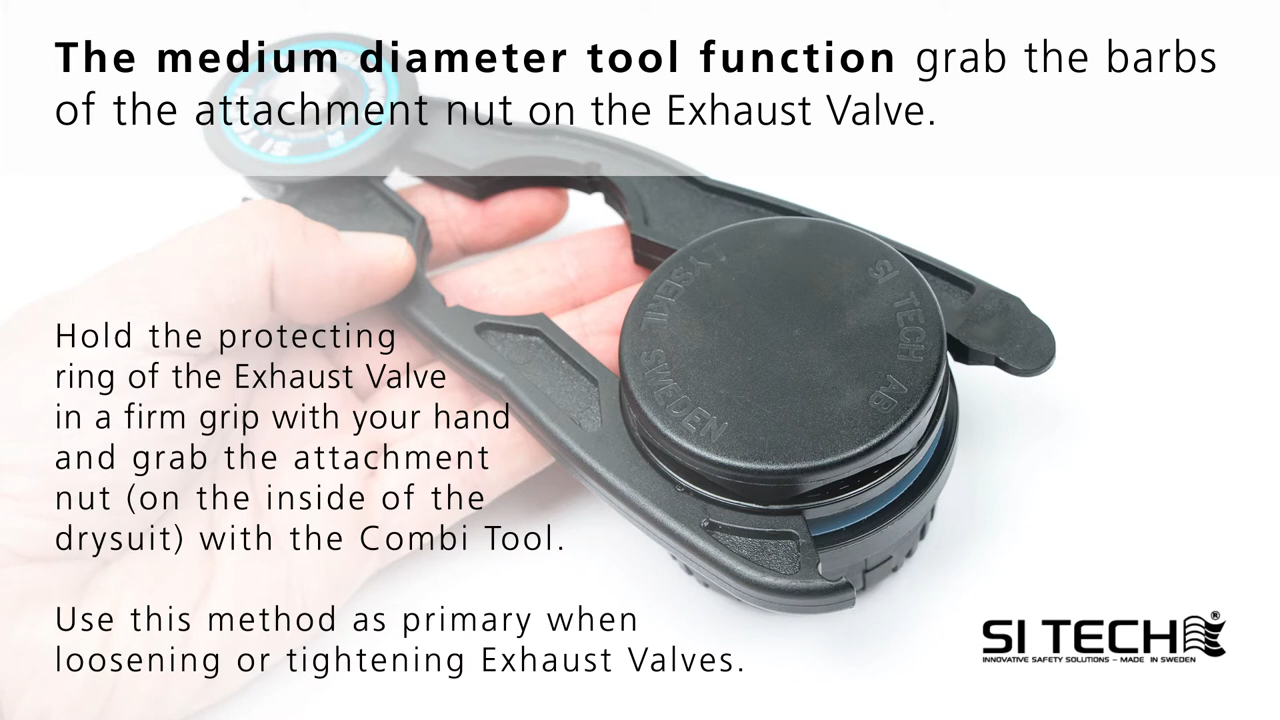 The medium diameter tool function grab the barbs
of the attachment nut on the Exhaust Valve.
Hold the protecting
ring of the Exhaust Valve
in a firm grip with your hand
and grab the attachment
nut (on the inside of the
drysuit) with the Combi Tool.
Use this method as primary when
loosening or tightening Exhaust Valves.
SI TECH AB
LYSEKIL SWEDEN
SI TECH®
INNOVATIVE SAFETY SOLUTIONS – MADE IN SWEDEN